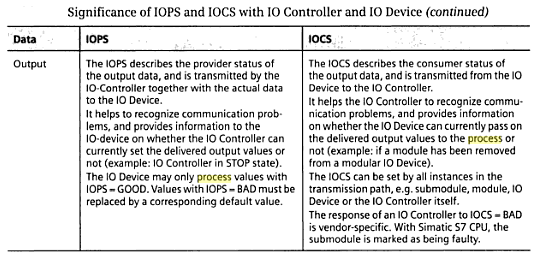 Significance of IOPS and IOCS with IO Controller and IO Device (continued)
Data
IOPS
IOCS
Output
The IOPS describes the provider status of
the output data, and is transmitted by the
IO-Controller together with the actual data
to the IO Device.
It helps to recognize communication prob-
lems, and provides information to the
IO-device on whether the IO Controller can
currently set the delivered output values or
not (example: IO Controller in STOP state).
The IO Device may only process values with
IOPS = GOOD. Values with IOPS = BAD must be
replaced by a corresponding default value.
The IOCS describes the consumer status of
the output data, and is transmitted from the IO
Device to the IO Controller.
It helps the IO Controller to recognize commu-
nication problems, and provides information
on whether the IO Device can currently pass on
the delivered output values to the process or
not (example: if a module has been removed
from a modular IO Device).
The IOCS can be set by all instances in the
transmission path, e.g. submodule, module, IO
Device or the IO Controller itself.
The response of an IO Controller to IOCS = BAD
is vendor-specific. With Simatic S7 CPU, the
submodule is marked as being faulty.